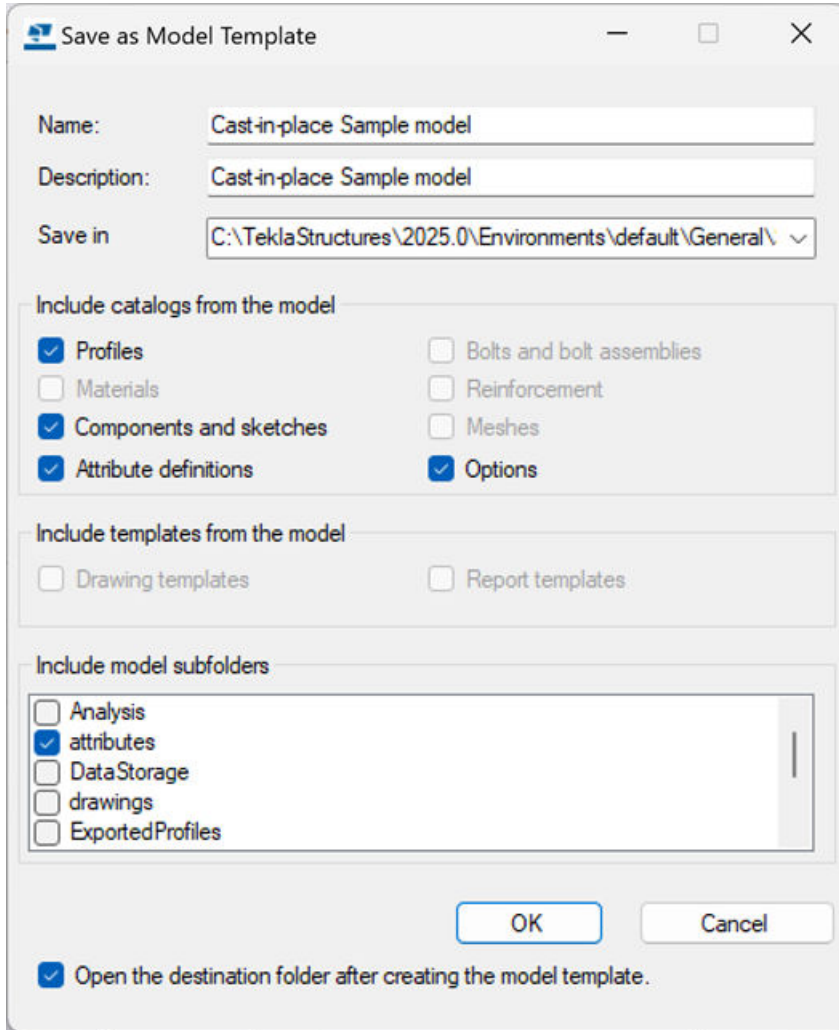 Save as Model Template
Name: Cast-in-place Sample model
Description: Cast-in-place Sample model
Save in C:\TeklaStructures\2025.0\Environments\default\General\
Include catalogs from the model
Profiles Bolts and bolt assemblies
Materials Reinforcement
Components and sketches Meshes
Attribute definitions Options
Include templates from the model
Drawing templates Report templates
Include model subfolders
Analysis
attributes
DataStorage
drawings
ExportedProfiles
OK Cancel
Open the destination folder after creating the model template.